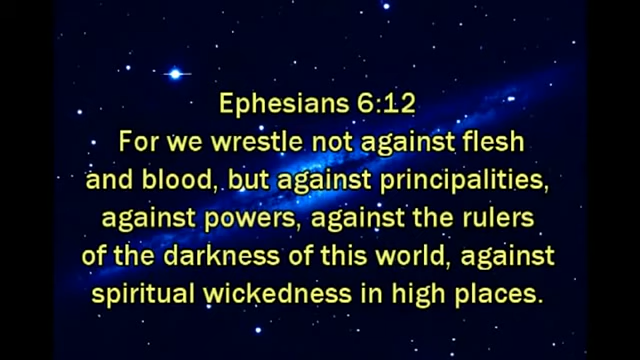 Ephesians 6:12
For we wrestle not against flesh
and blood, but against principalities,
against powers, against the rulers
of the darkness of this world, against
spiritual wickedness in high places.